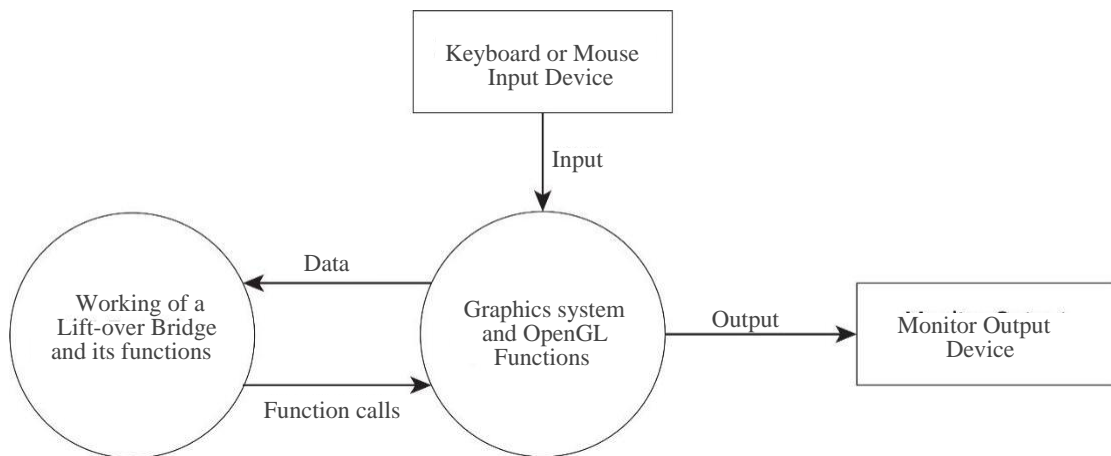 Keyboard or Mouse
Input Device
Input
Data
Working of a
Lift-over Bridge
and its functions
Graphics system
and OpenGL
Functions
Function calls
Output
Monitor Output
Device